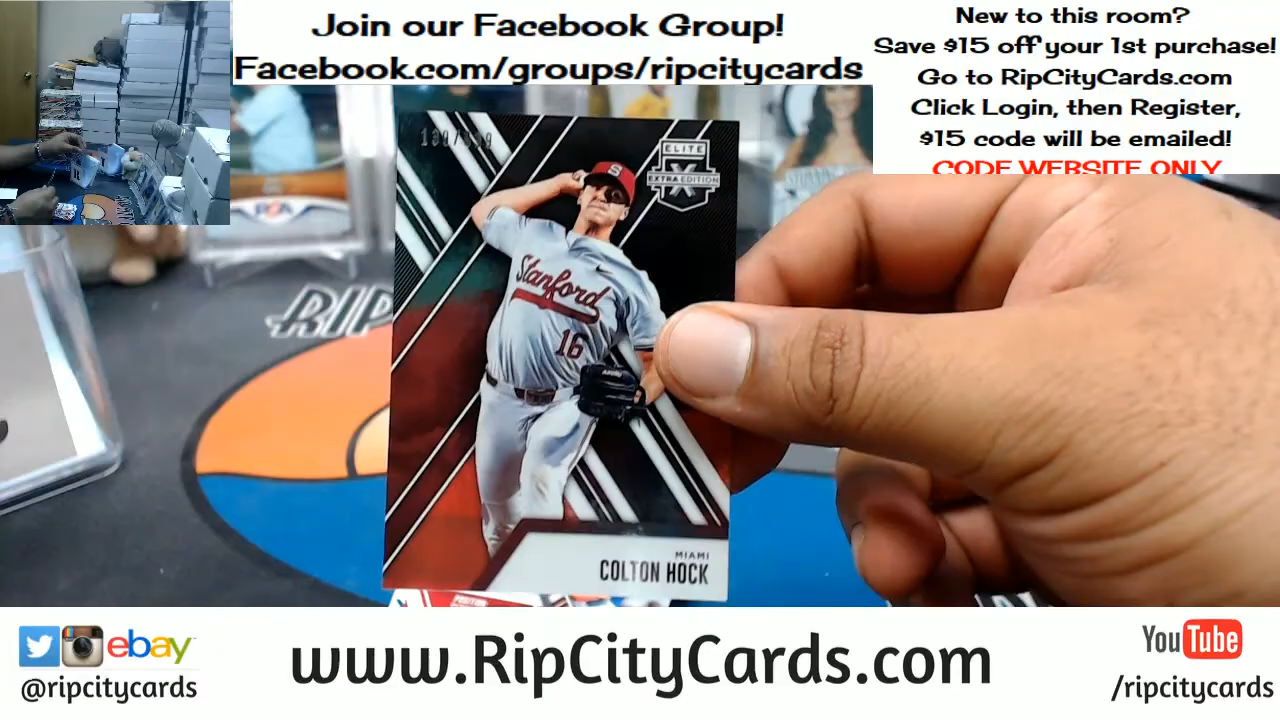 Join our Facebook Group!
Facebook.com/groups/ripcitycards
New to this room?
Save $15 off your 1st purchase!
Go to RipCityCards.com
Click Login, then Register,
$15 code will be emailed!
CODE WEBSITE ONLY
ELITE
X
EXTRA EDITION
S
Stanford
16
RIP
MIAMI
COLTON HOCK
POSITION
ebay
@ripcitycards
www.RipCityCards.com
YouTube
/ripcitycards